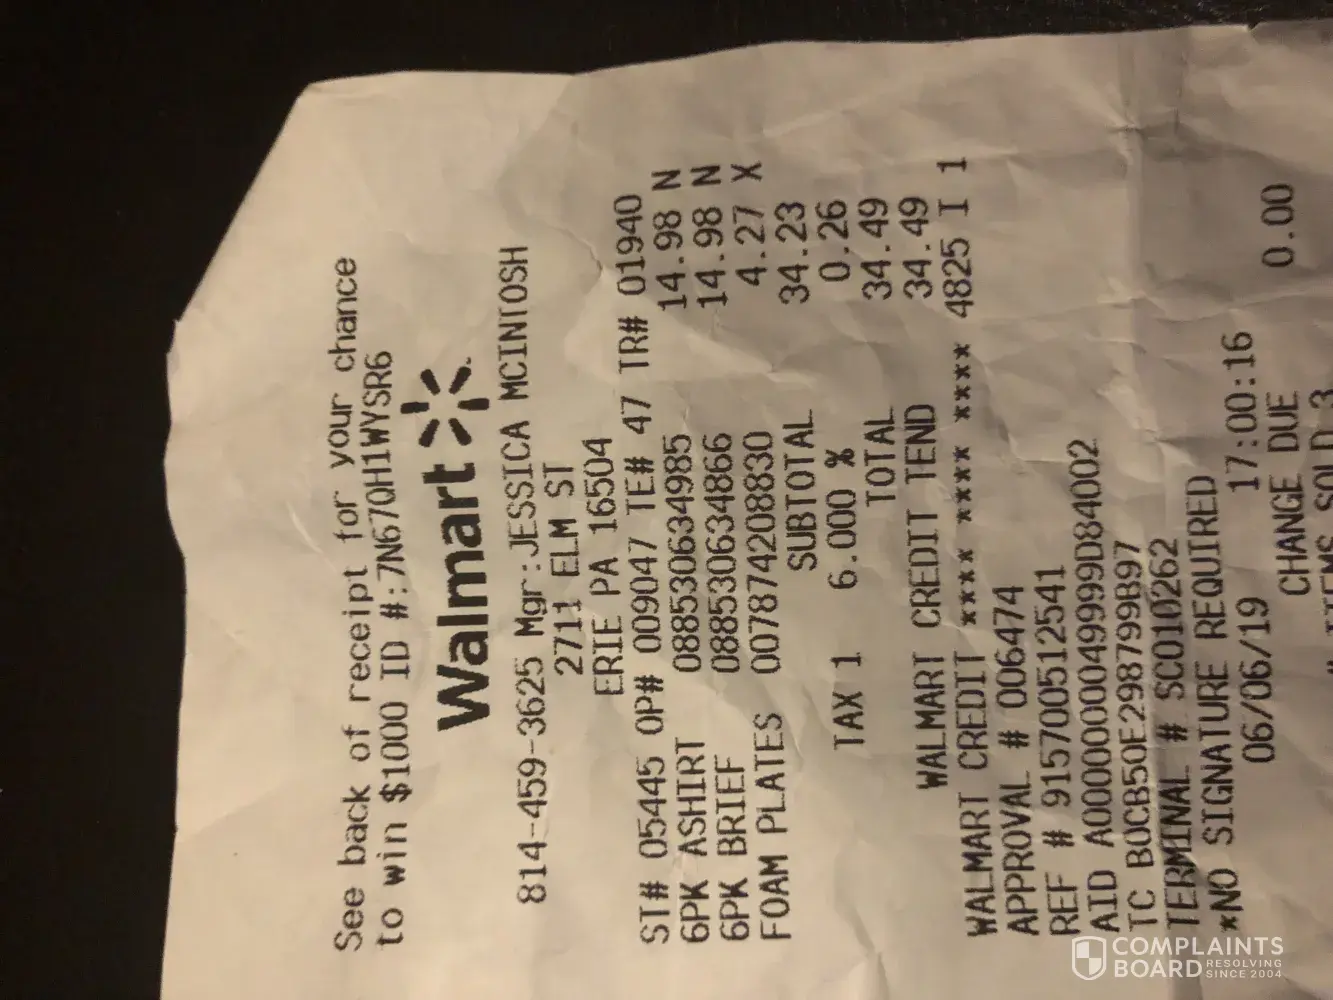 See back of receipt for your chance
to win $1000 ID #:7N67QH1WYSR6
Walmart
814-459-3625 Mgr:JESSICA MCINTOSH
2711 ELM ST
ERIE PA 16504
ST# 05445 OP# 009047 TE# 47 TR# 01940
6PK ASHIRT 088530634985 14.98 N
6PK BRIEF 088530634866 14.98 N
FOAM PLATES 007874208830 4.27 X
SUBTOTAL 34.23
TAX 1 6.000 % 0.26
TOTAL 34.49
WALMART CREDIT TEND 34.49
WALMART CREDIT **** **** **** 4825 I 1
APPROVAL # 006474
REF # 915700512541
AID A000000049999D84002
TC B0CB50E298799B97
TERMINAL # SC010262
*NO SIGNATURE REQUIRED
06/06/19 17:00:16
CHANGE DUE 0.00
# ITEMS SOLD 3
COMPLAINTS
BOARD RESOLVING
SINCE 2004